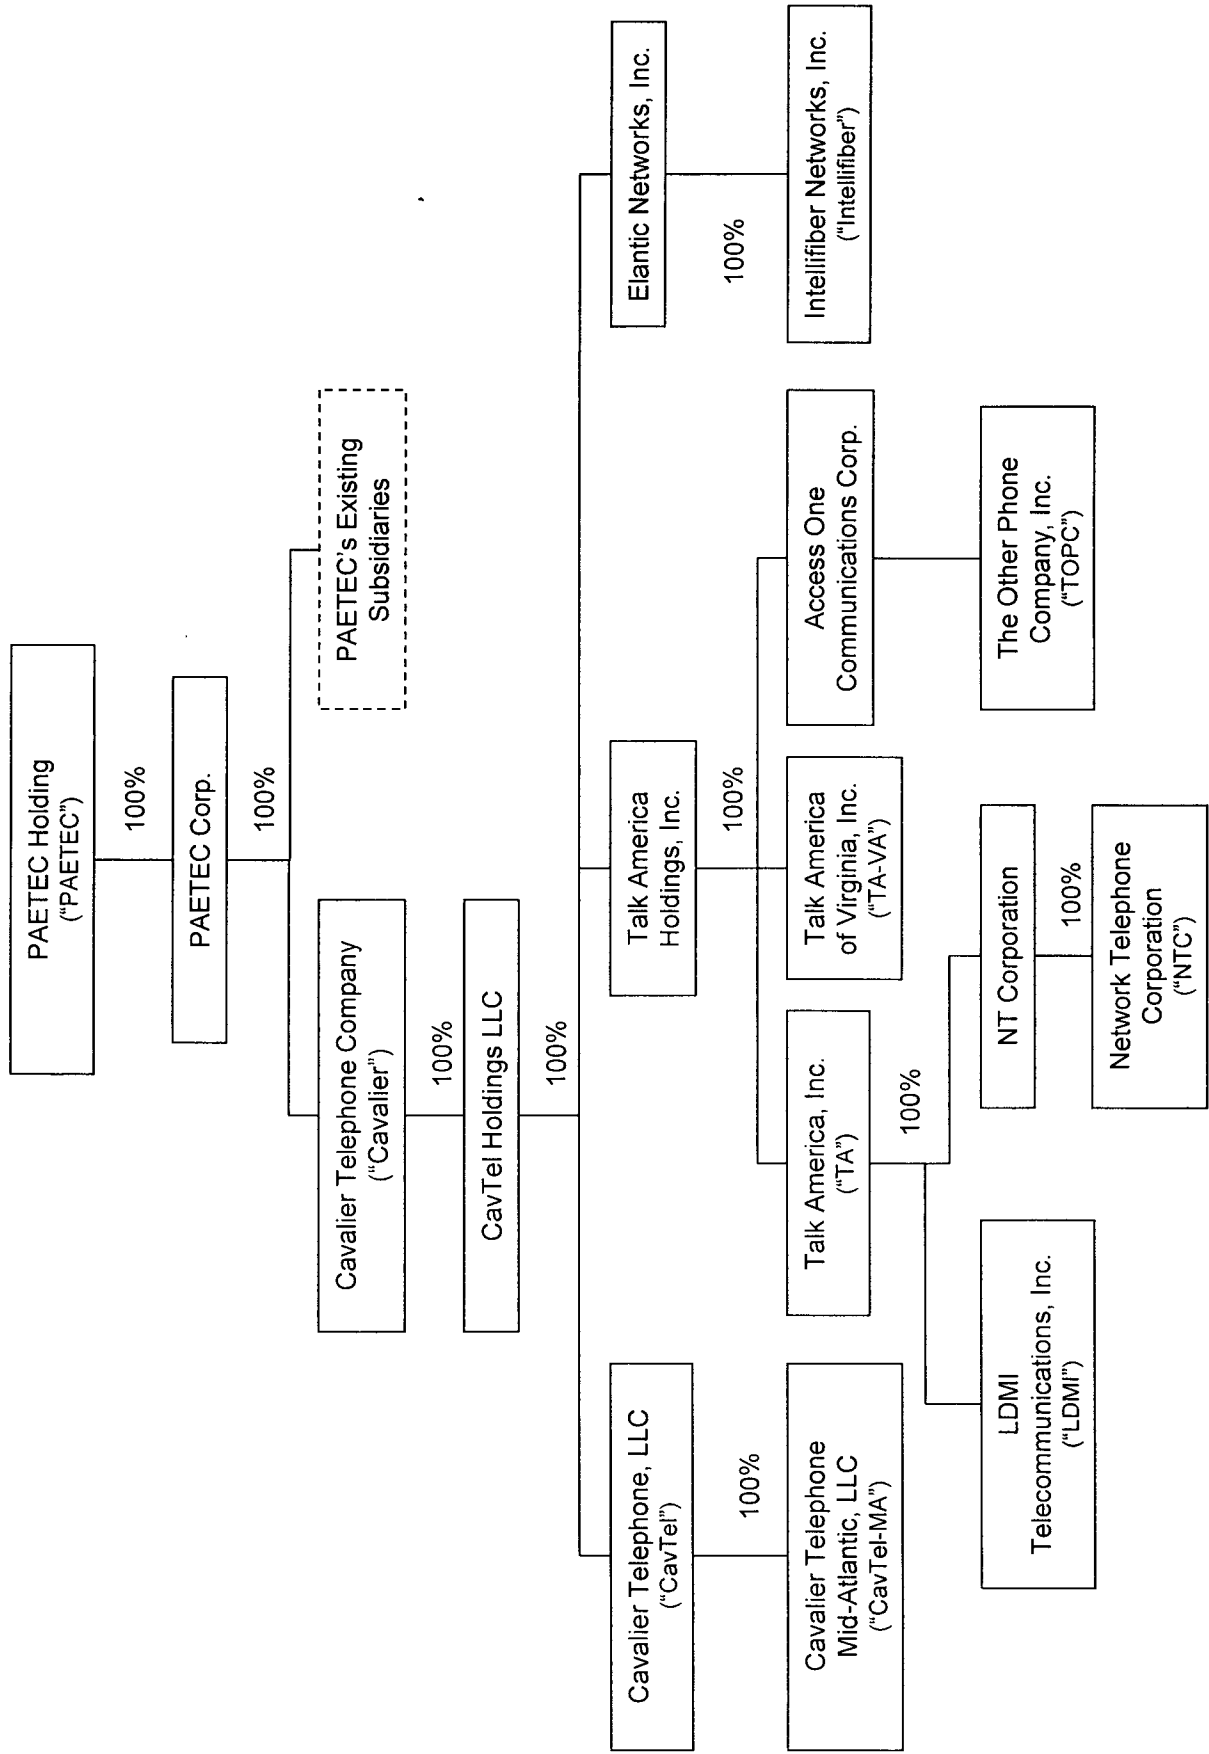 PAETEC Holding
("PAETEC")
100%
PAETEC Corp.
100%
Cavalier Telephone Company
("Cavalier")
PAETEC's Existing
Subsidiaries
100%
CavTel Holdings LLC
100%
Cavalier Telephone, LLC
("CavTel")
Talk America
Holdings, Inc.
Elantic Networks, Inc.
100%
100%
100%
Cavalier Telephone
Mid-Atlantic, LLC
("CavTel-MA")
Talk America, Inc.
("TA")
Talk America
of Virginia, Inc.
("TA-VA")
Access One
Communications Corp.
Intellifiber Networks, Inc.
("Intellifiber")
100%
LDMI
Telecommunications, Inc.
("LDMI")
NT Corporation
The Other Phone
Company, Inc.
("TOPC")
100%
Network Telephone
Corporation
("NTC")